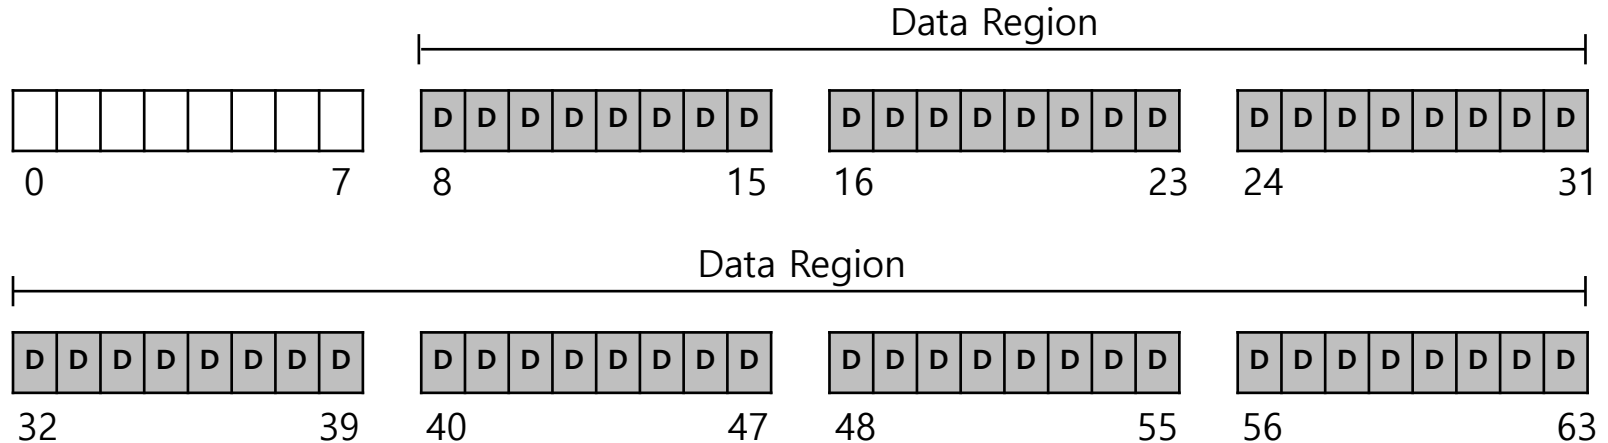 Data Region
D D D D D D D D D D D D D D D D D D D D D D D D
0 7 8 15 16 23 24 31
Data Region
D D D D D D D D D D D D D D D D D D D D D D D D D D D D D D D D
32 39 40 47 48 55 56 63